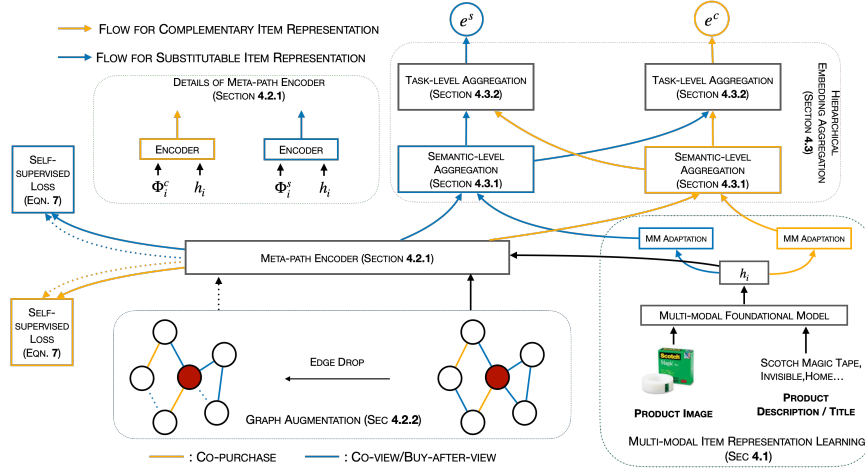 Flow for Complementary Item Representation
Flow for Substitutable Item Representation
e^s
e^c
Details of Meta-path Encoder
(Section 4.2.1)
Encoder
Encoder
Φ_i^c
h_i
Φ_i^s
h_i
Task-level Aggregation
(Section 4.3.2)
Task-level Aggregation
(Section 4.3.2)
Semantic-level
Aggregation
(Section 4.3.1)
Semantic-level
Aggregation
(Section 4.3.1)
Hierarchical
Embedding Aggregation
(Section 4.3)
Self-
supervised
Loss
(Eqn. 7)
Self-
supervised
Loss
(Eqn. 7)
Meta-path Encoder (Section 4.2.1)
MM Adaptation
MM Adaptation
h_i
Multi-modal Foundational Model
Scotch
Magic
Scotch Magic Tape,
Invisible,Home...
Product Image
Product
Description / Title
Multi-modal Item Representation Learning
(Sec 4.1)
Edge Drop
Graph Augmentation (Sec 4.2.2)
: Co-purchase
: Co-view/Buy-after-view